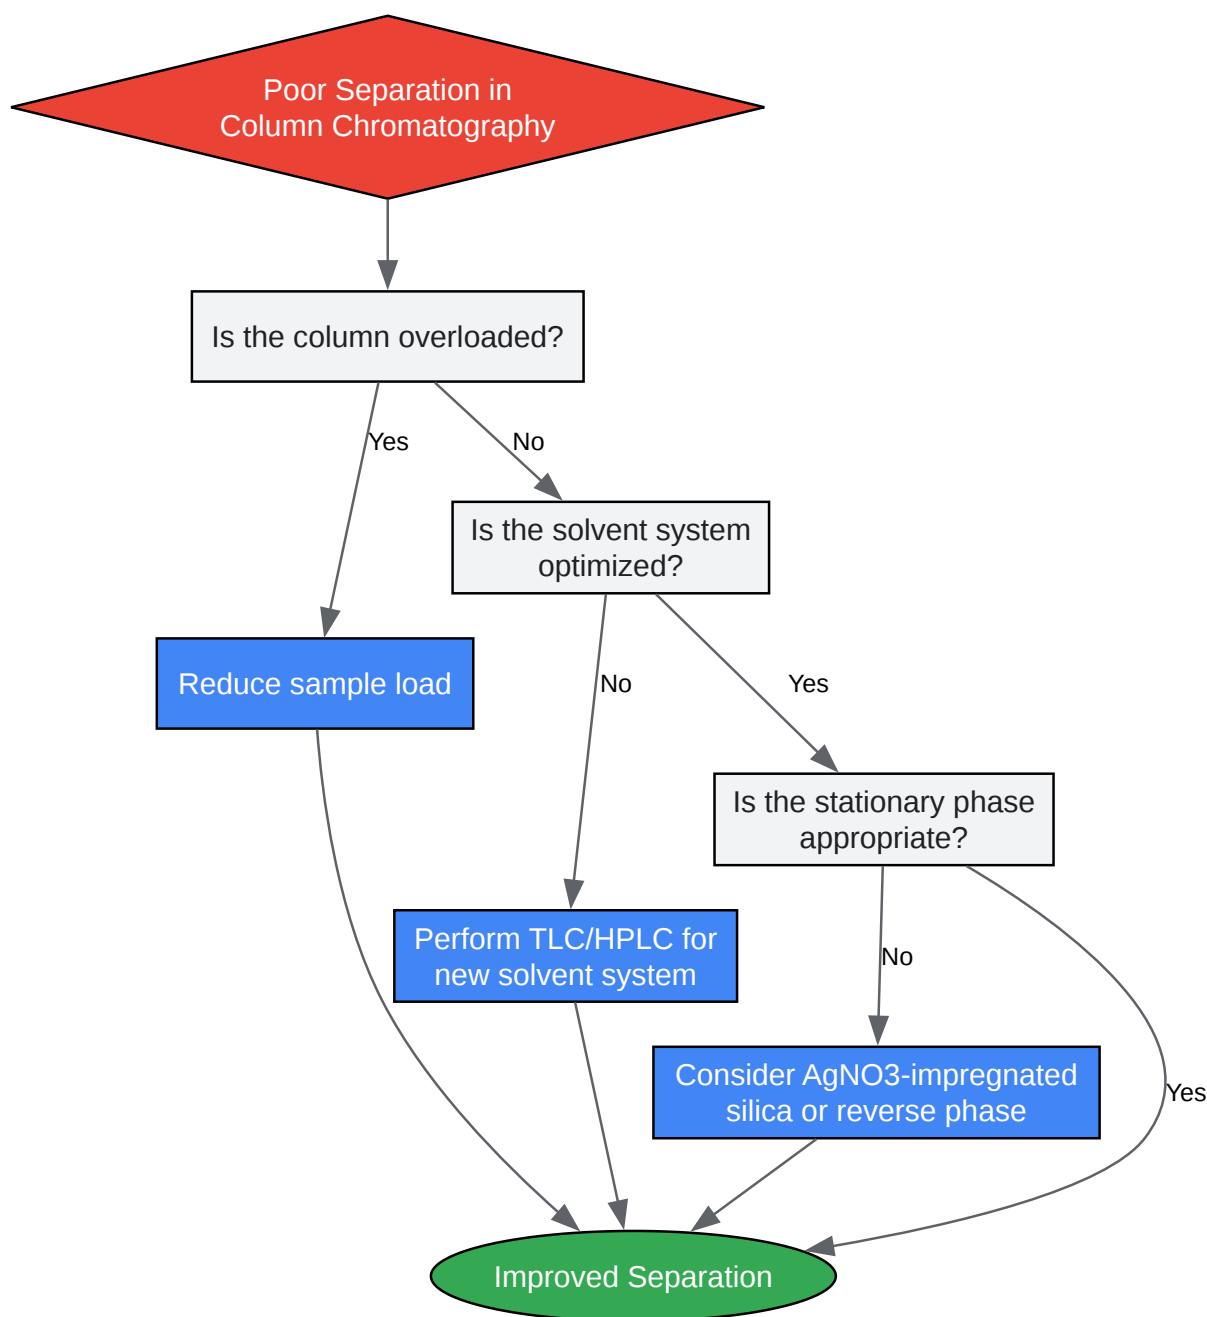 Poor Separation in
Column Chromatography
Is the column overloaded?
Yes
No
Is the solvent system
optimized?
Reduce sample load
No
Yes
Is the stationary phase
appropriate?
Perform TLC/HPLC for
new solvent system
No
Consider AgNO3-impregnated
silica or reverse phase
Yes
Improved Separation